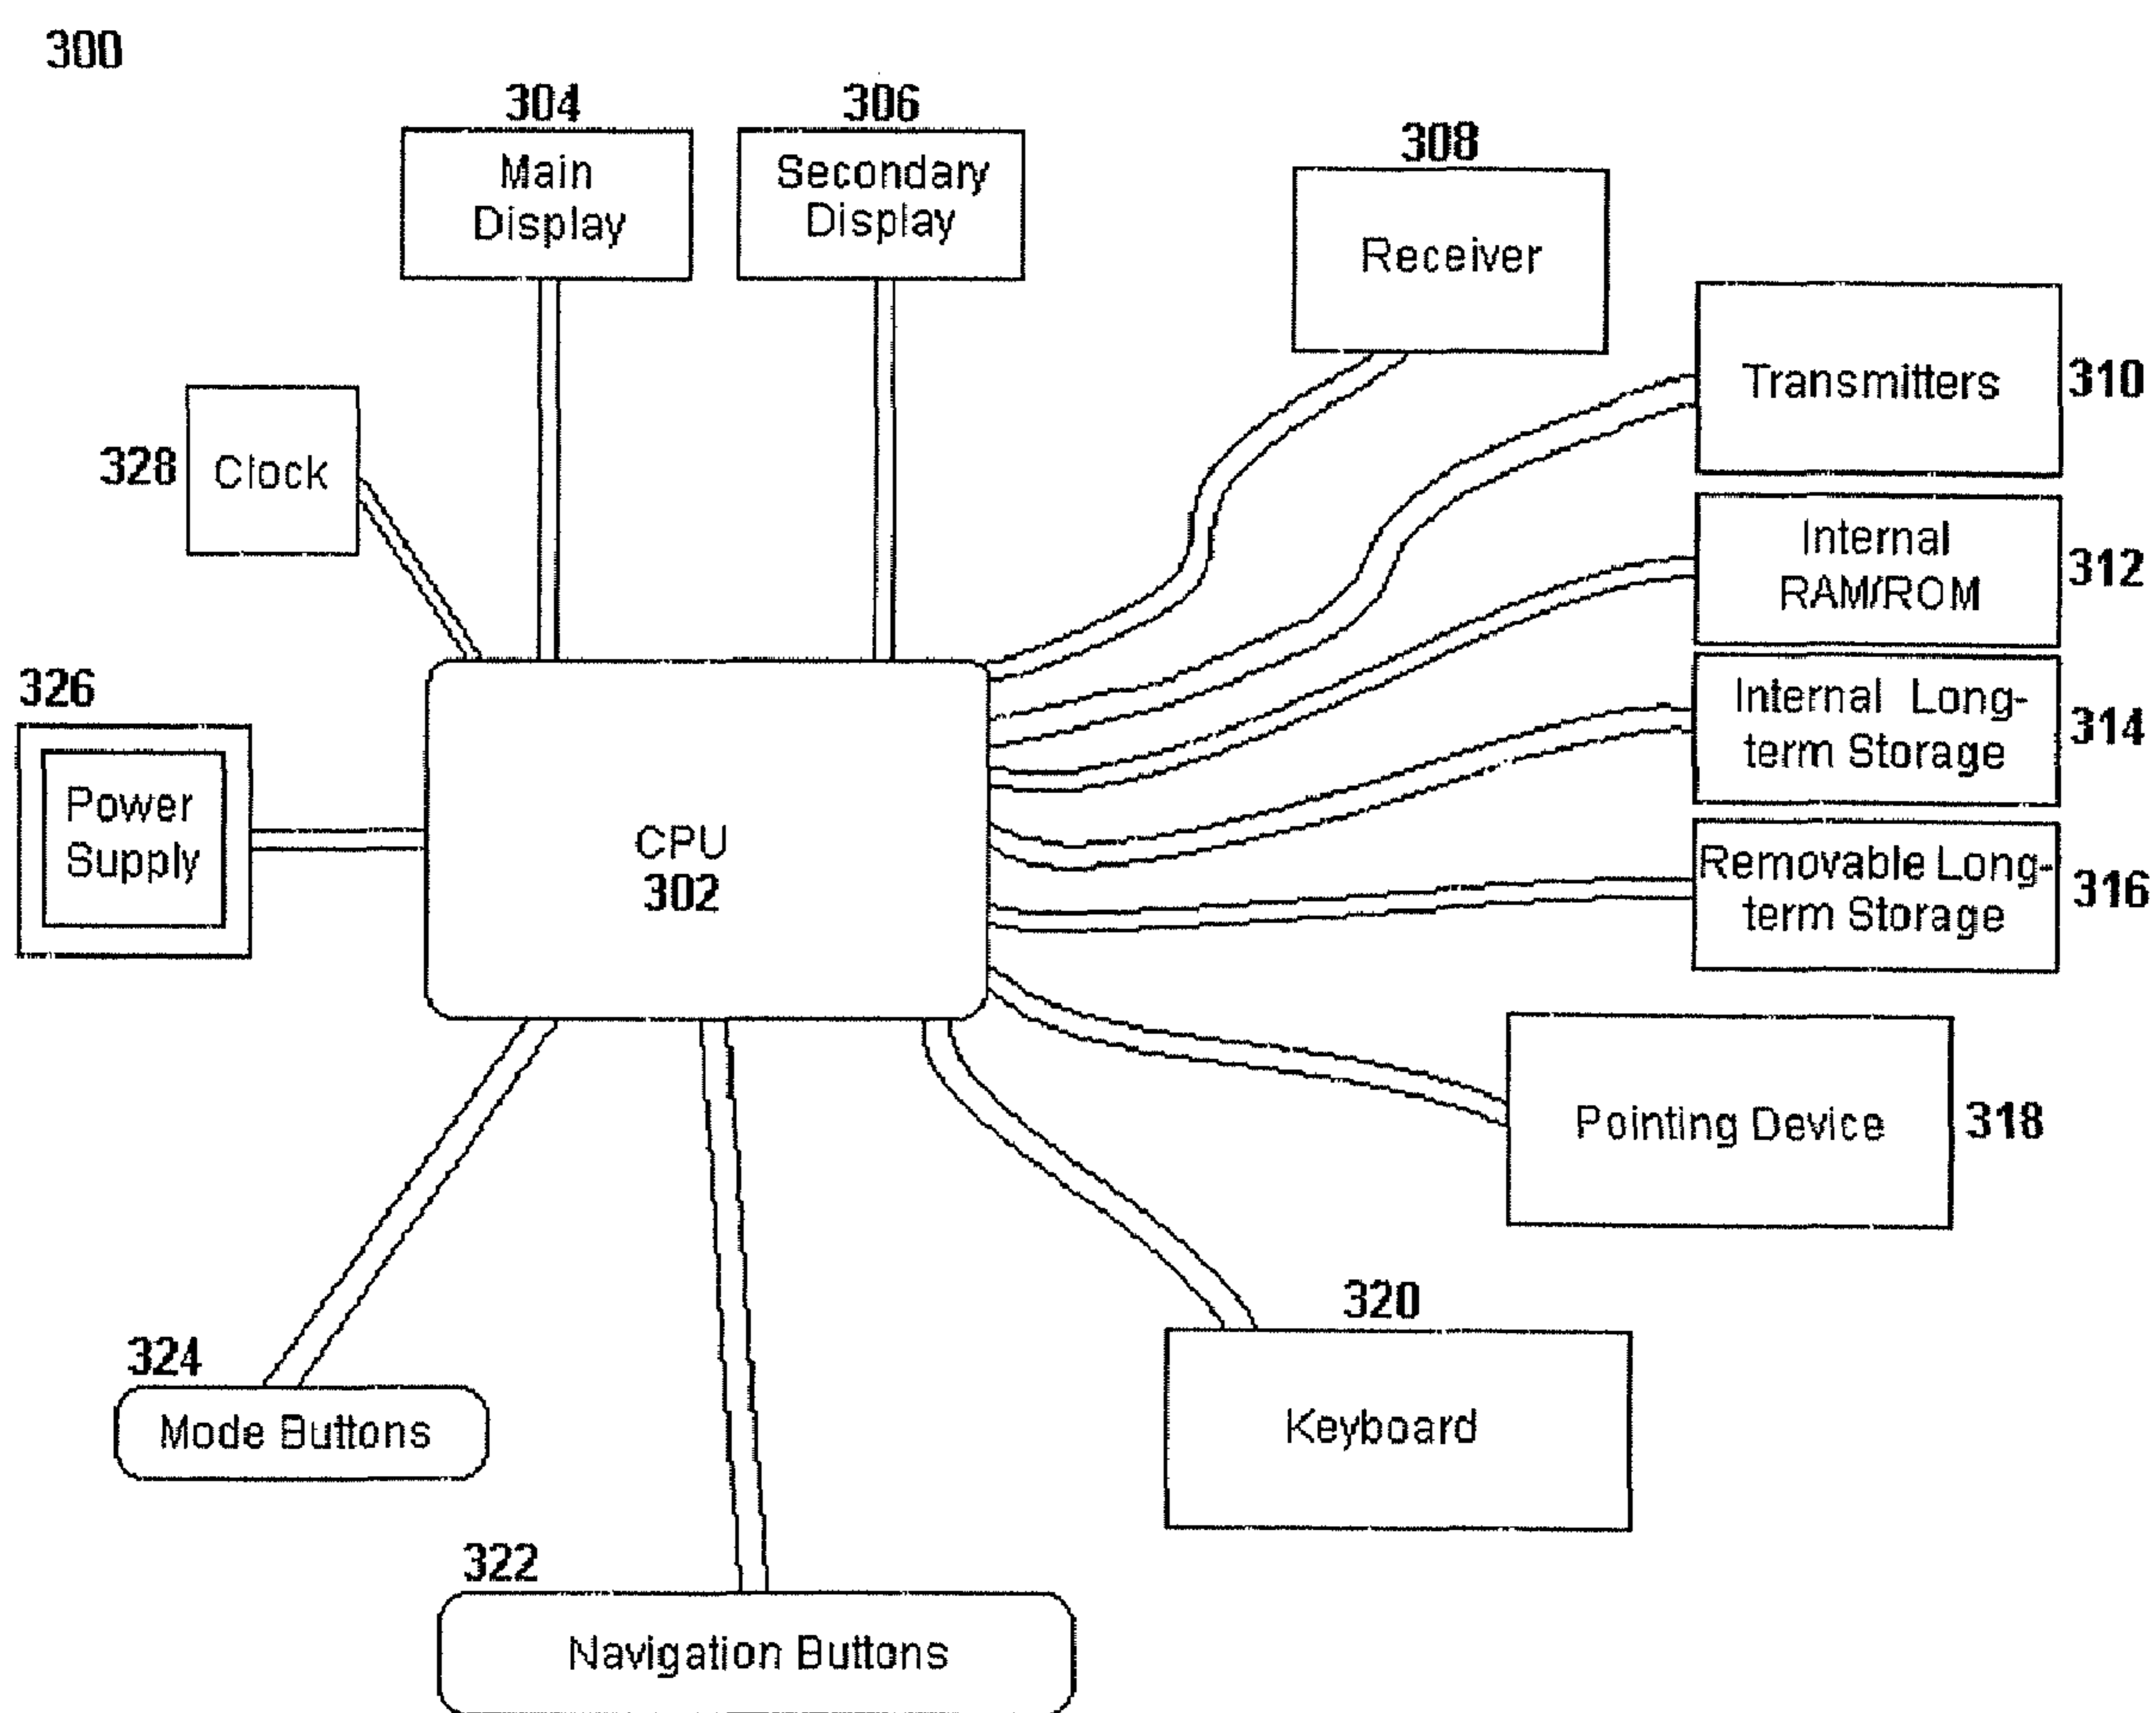 300
304
Main
Display
306
Secondary
Display
308
Receiver
Transmitters
310
328
Clock
Internal
RAM/ROM
312
326
Power
Supply
Internal Long-
term Storage
314
CPU
302
Removable Long-
term Storage
316
Pointing Device
318
320
Keyboard
324
Mode Buttons
322
Navigation Buttons